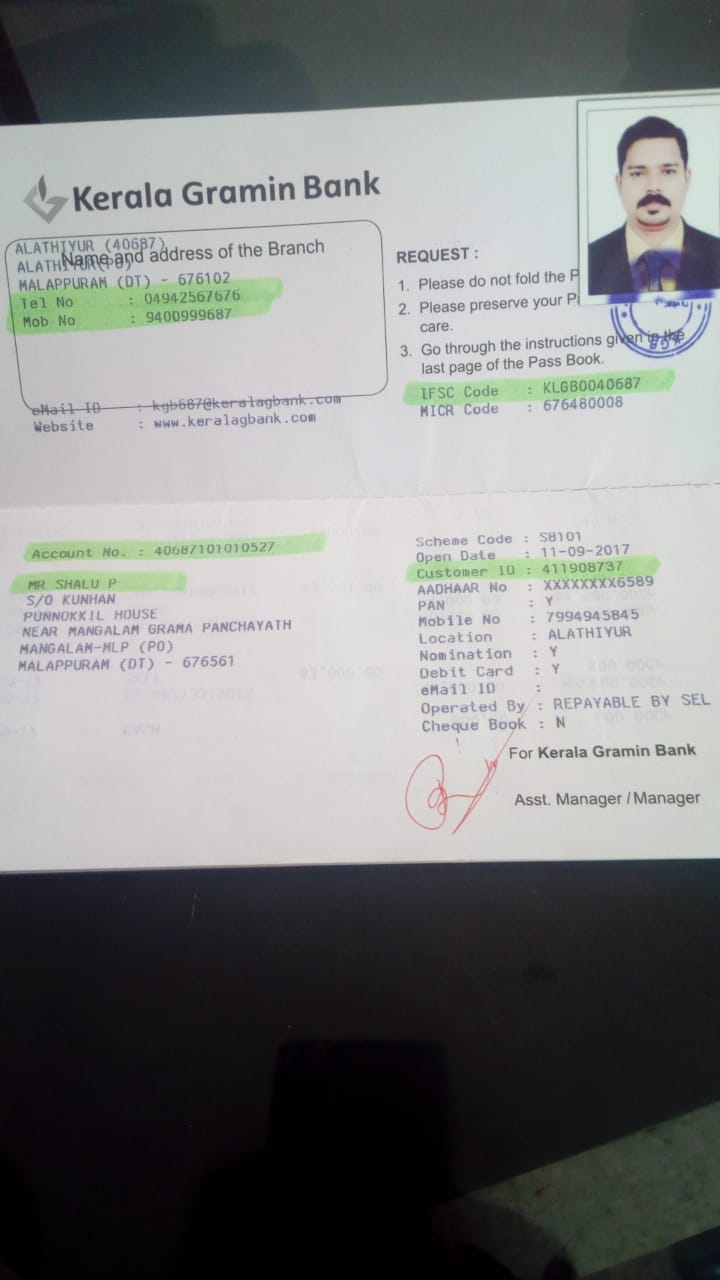 Kerala Gramin Bank
ALATHIYUR (40687)
Name and address of the Branch
MALAPPURAM (DT) - 676102
Tel No : 04942567676
Mob No : 9400999687
eMail ID : kgb687@keralagbank.com
Website : www.keralagbank.com
REQUEST :
1. Please do not fold the
2. Please preserve your
care.
3. Go through the instructions given in the
last page of the Pass Book.
IFSC Code : KLGB0040687
MICR Code : 676480008
KGB
Account No. : 40687101010527
MR SHALU P
S/O KUNHAN
PUNNOKKIL HOUSE
NEAR MANGALAM GRAMA PANCHAYATH
MANGALAM-MLP (PO)
MALAPPURAM (DT) - 676561
Scheme Code : SB101
Open Date : 11-09-2017
Customer ID : 411908737
AADHAAR No : XXXXXXXX6589
PAN : Y
Mobile No : 7994945845
Location : ALATHIYUR
Nomination : Y
Debit Card : Y
eMail ID :
Operated By : REPAYABLE BY SEL
Cheque Book : N
For Kerala Gramin Bank
Asst. Manager / Manager